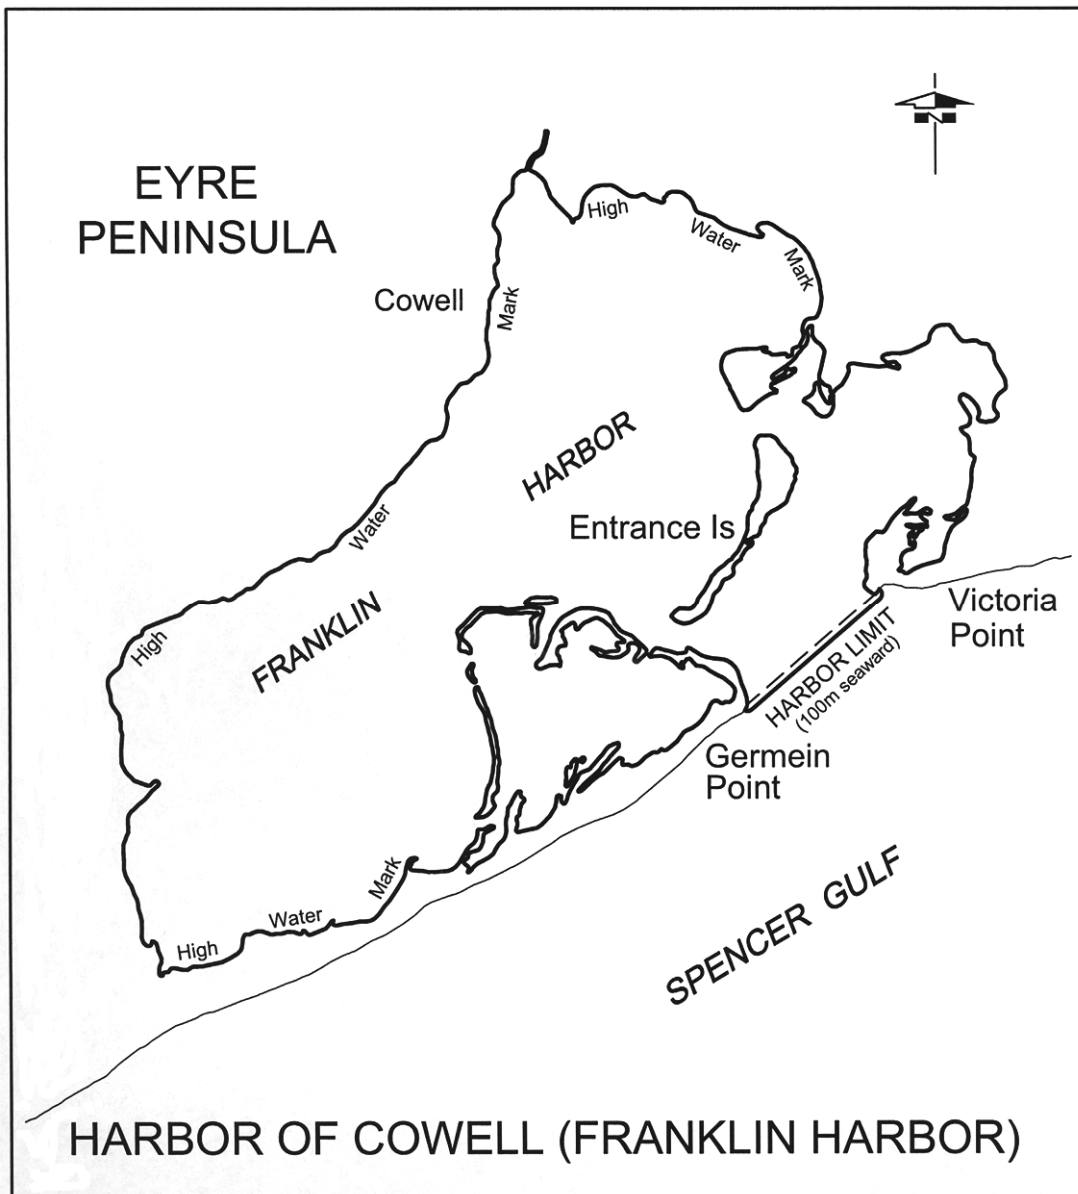 N
EYRE
PENINSULA
High
Water
Mark
Cowell
Mark
HARBOR
Water
Entrance Is
FRANKLIN
High
Victoria
Point
HARBOR LIMIT
(100m seaward)
Germein
Point
Mark
Water
High
SPENCER GULF
HARBOR OF COWELL (FRANKLIN HARBOR)